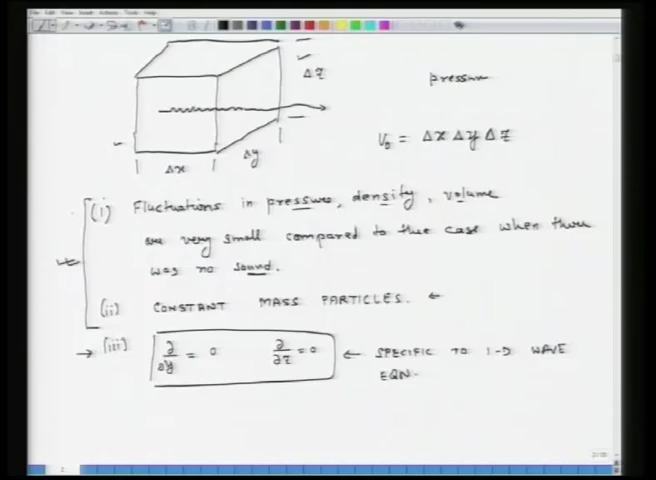 Δz
pressure
V₀ = Δx Δy Δz
Δx
Δy
(i) Fluctuations in pressure, density, volume
are very small compared to the case when there
was no sound.
(ii) CONSTANT MASS PARTICLES. ←
→ (iii) ∂/∂y = 0 ∂/∂z = 0 ← SPECIFIC TO 1-D WAVE
EQN.